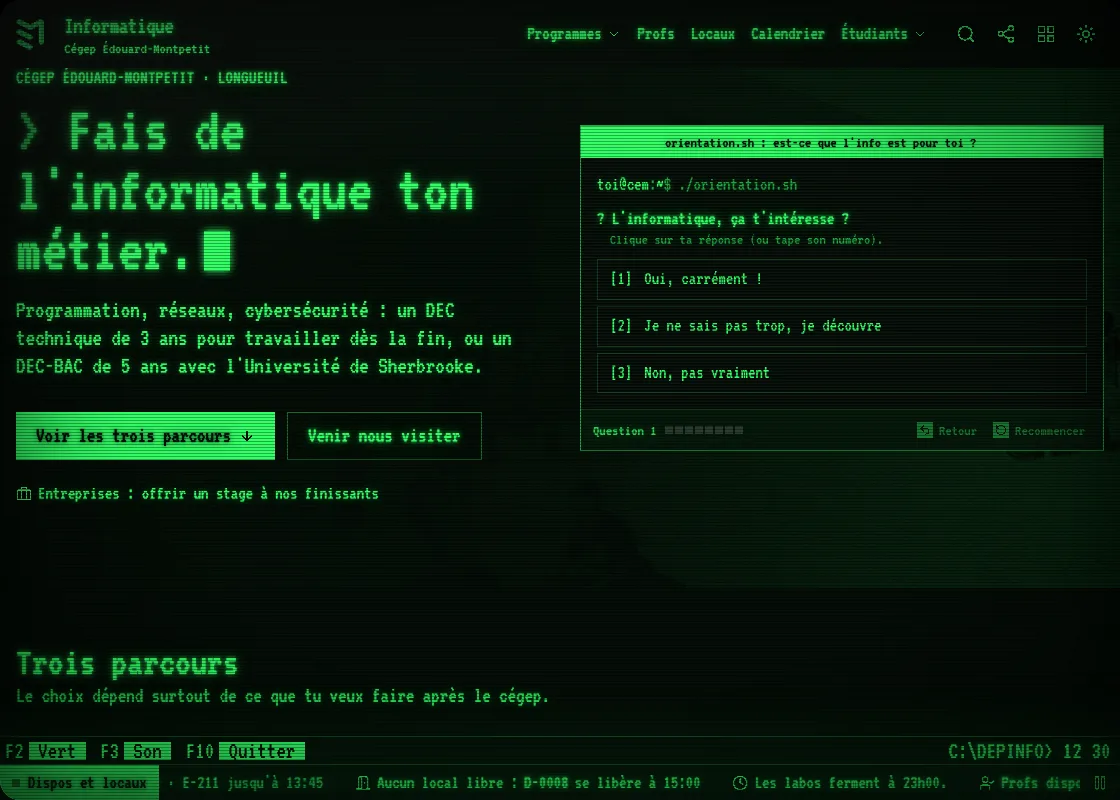 Informatique
Cégep Édouard-Montpetit
Programmes Profs Locaux Calendrier Étudiants
CÉGEP ÉDOUARD-MONTPETIT · LONGUEUIL
❯ Fais de
l'informatique ton
métier.
Programmation, réseaux, cybersécurité : un DEC
technique de 3 ans pour travailler dès la fin, ou un
DEC-BAC de 5 ans avec l'Université de Sherbrooke.
Voir les trois parcours ↓
Venir nous visiter
Entreprises : offrir un stage à nos finissants
orientation.sh : est-ce que l'info est pour toi ?
toi@cem:~$ ./orientation.sh
? L'informatique, ça t'intéresse ?
Clique sur ta réponse (ou tape son numéro).
[1] Oui, carrément !
[2] Je ne sais pas trop, je découvre
[3] Non, pas vraiment
Question 1
Retour Recommencer
Trois parcours
Le choix dépend surtout de ce que tu veux faire après le cégep.
F2 Vert F3 Son F10 Quitter
C:\DEPINFO> 12 30
Dispos et locaux · E-211 jusqu'à 13:45 Aucun local libre : D-0008 se libère à 15:00 Les labos ferment à 23h00. Profs dispo